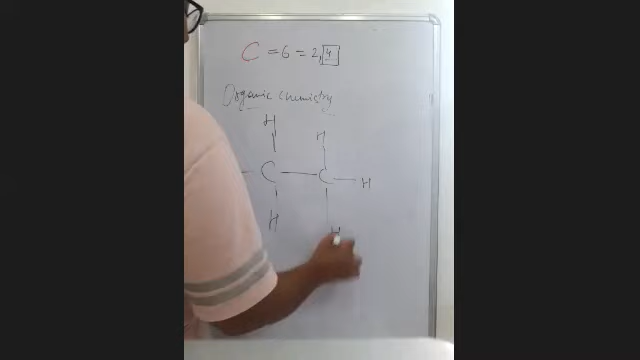 C = 6 = 2,4
Organic chemistry
H H
C C H
H H